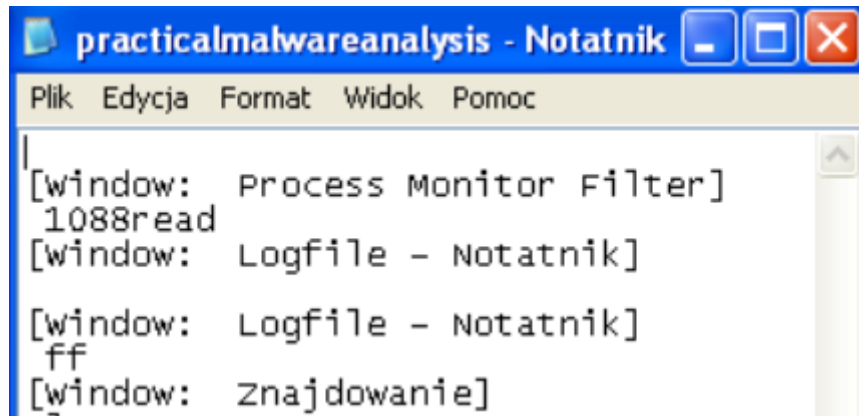 practicalmalwareanalysis - Notatnik
Plik Edycja Format Widok Pomoc
[Window: Process Monitor Filter]
1088read
[Window: Logfile – Notatnik]
[Window: Logfile – Notatnik]
ff
[Window: Znajdowanie]